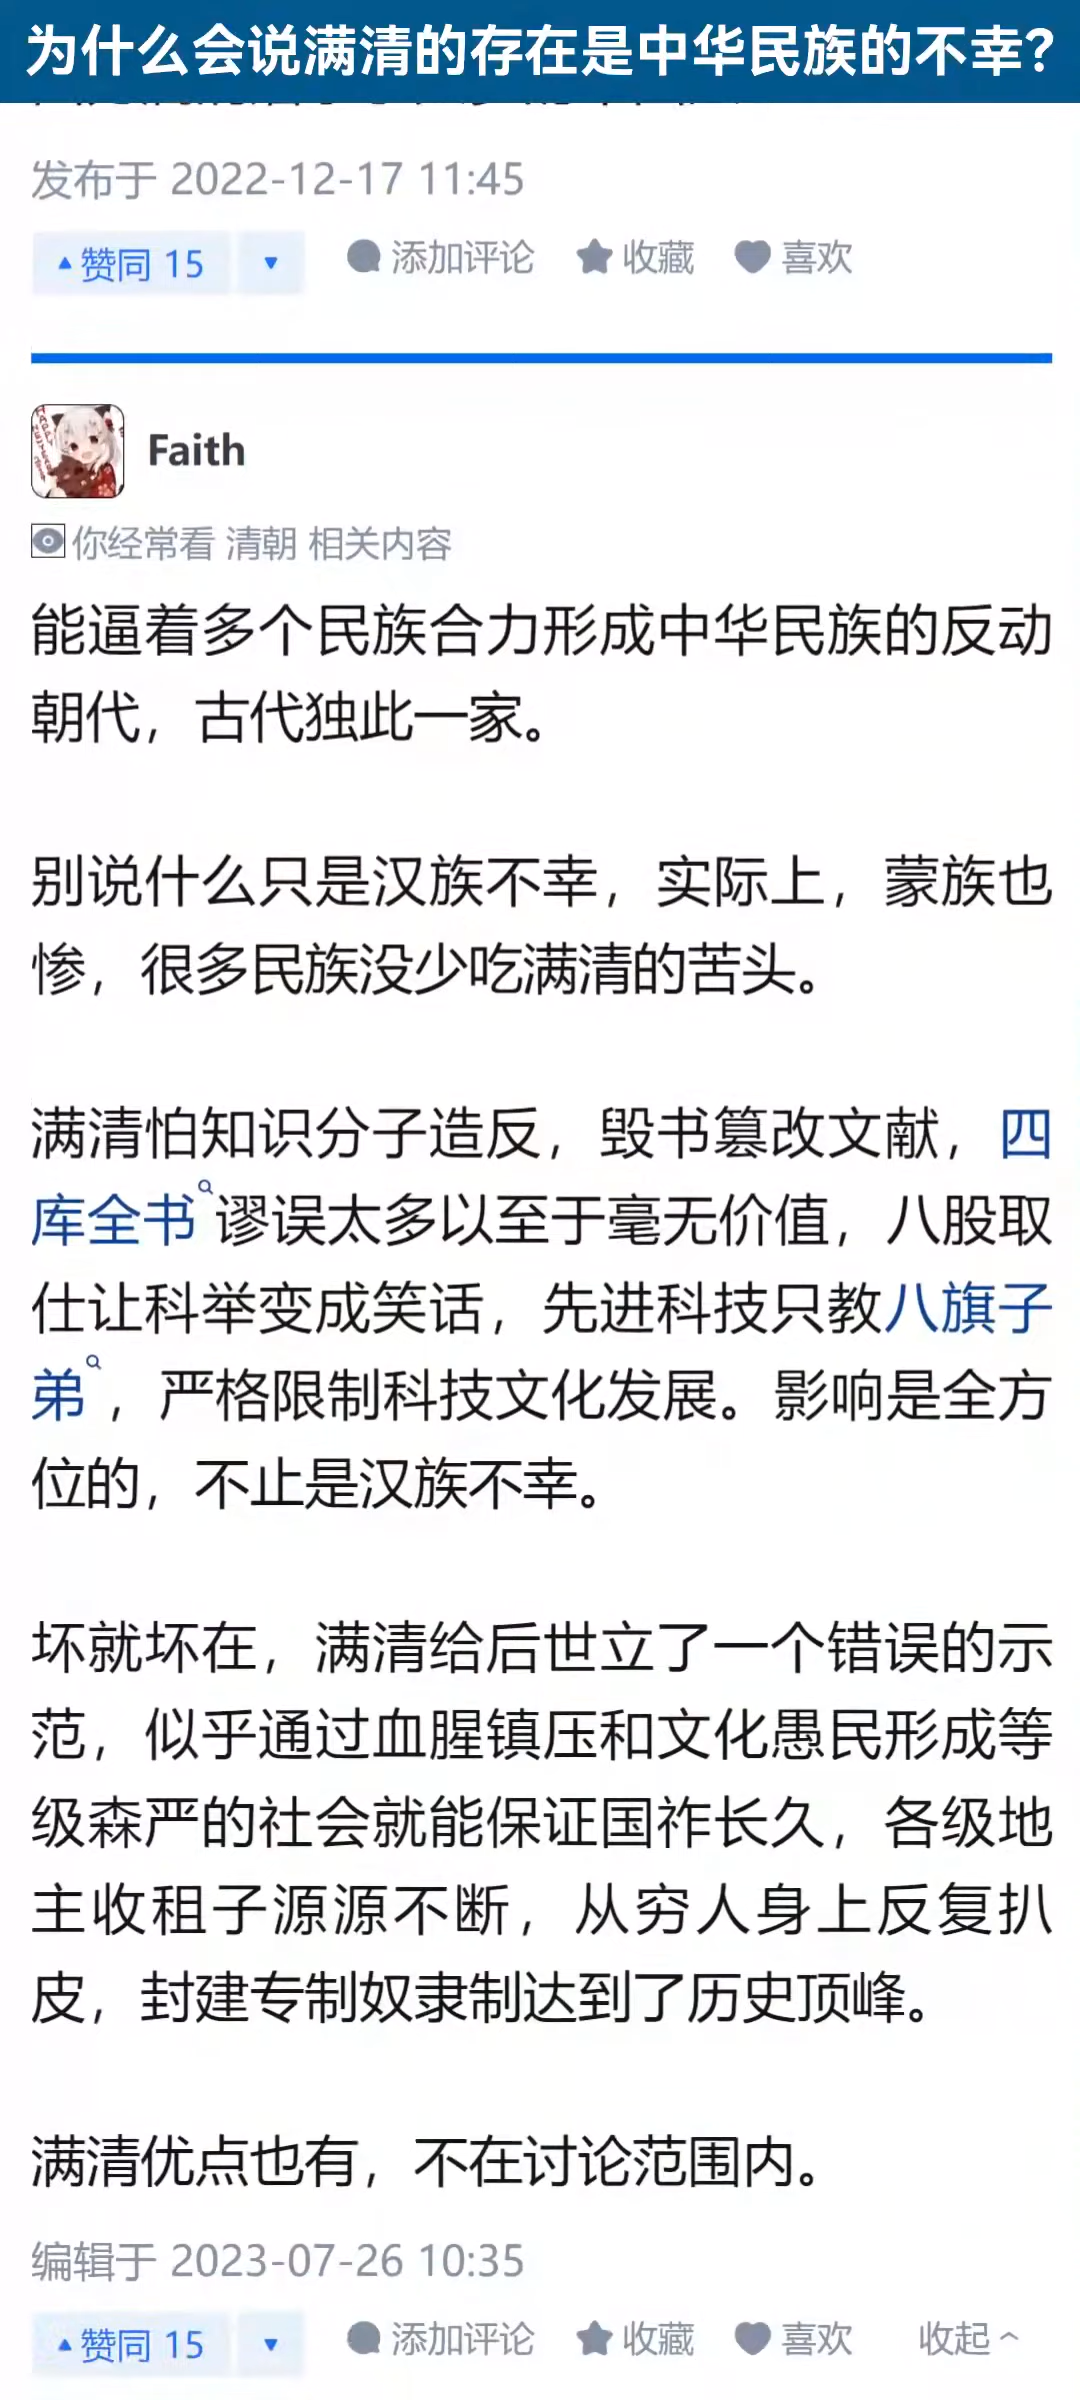 为什么会说满清的存在是中华民族的不幸?
发布于 2022-12-17 11:45
赞同 15
添加评论
收藏
喜欢
Faith
你经常看 清朝 相关内容
能逼着多个民族合力形成中华民族的反动
朝代，古代独此一家。
别说什么只是汉族不幸，实际上，蒙族也
惨，很多民族没少吃满清的苦头。
满清怕知识分子造反，毁书篡改文献，四
库全书谬误太多以至于毫无价值，八股取
仕让科举变成笑话，先进科技只教八旗子
弟，严格限制科技文化发展。影响是全方
位的，不止是汉族不幸。
坏就坏在，满清给后世立了一个错误的示
范，似乎通过血腥镇压和文化愚民形成等
级森严的社会就能保证国祚长久，各级地
主收租子源源不断，从穷人身上反复扒
皮，封建专制奴隶制达到了历史顶峰。
满清优点也有，不在讨论范围内。
编辑于 2023-07-26 10:35
赞同 15
添加评论
收藏
喜欢
收起